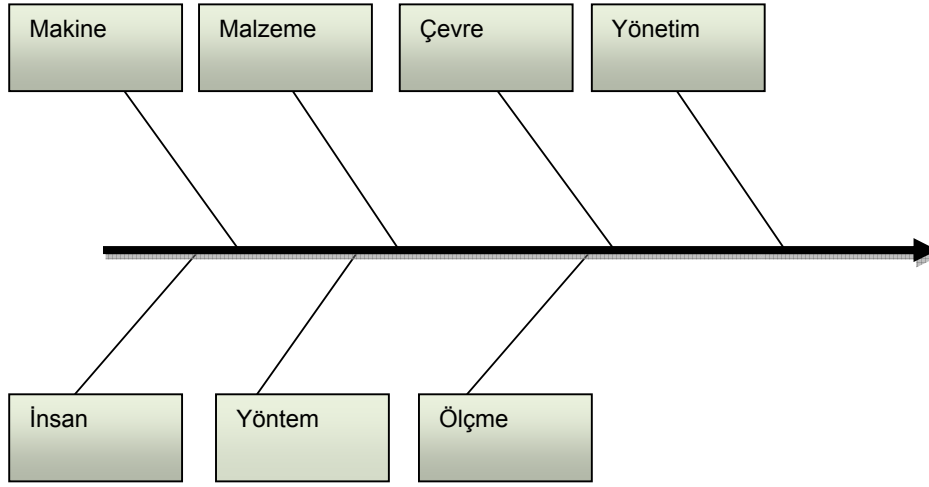 Makine
Malzeme
Çevre
Yönetim
İnsan
Yöntem
Ölçme